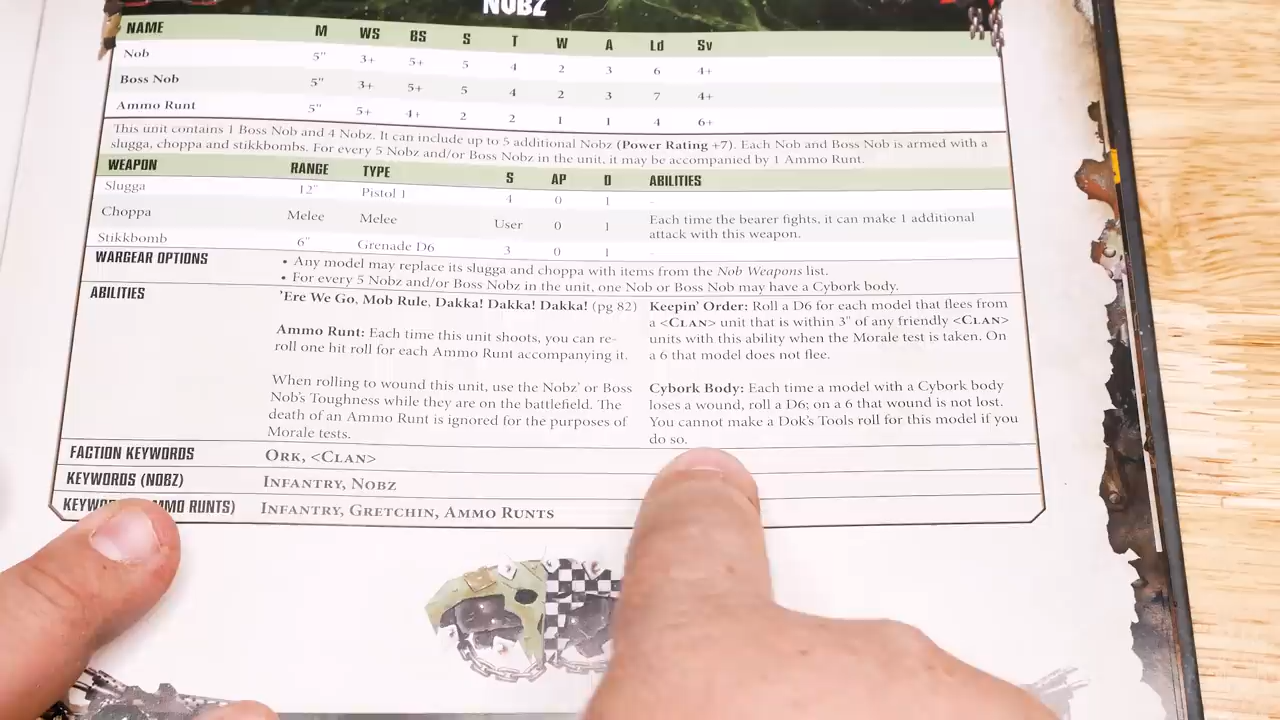 NOBZ
NAME M WS BS S T W A Ld Sv
Nob 5" 3+ 5+ 5 4 2 3 6 4+
Boss Nob 5" 3+ 5+ 5 4 2 3 7 4+
Ammo Runt 5" 5+ 4+ 2 2 1 1 4 6+
This unit contains 1 Boss Nob and 4 Nobz. It can include up to 5 additional Nobz (Power Rating +7). Each Nob and Boss Nob is armed with a
slugga, choppa and stikkbombs. For every 5 Nobz and/or Boss Nobz in the unit, it may be accompanied by 1 Ammo Runt.
WEAPON RANGE TYPE S AP D ABILITIES
Slugga 12" Pistol 1 4 0 1 -
Choppa Melee Melee User 0 1 Each time the bearer fights, it can make 1 additional
attack with this weapon.
Stikkbomb 6" Grenade D6 3 0 1 -
WARGEAR OPTIONS • Any model may replace its slugga and choppa with items from the Nob Weapons list.
• For every 5 Nobz and/or Boss Nobz in the unit, one Nob or Boss Nob may have a Cybork body.
ABILITIES
'Ere We Go, Mob Rule, Dakka! Dakka! Dakka! (pg 82)
Ammo Runt: Each time this unit shoots, you can re-
roll one hit roll for each Ammo Runt accompanying it.
When rolling to wound this unit, use the Nobz' or Boss
Nob's Toughness while they are on the battlefield. The
death of an Ammo Runt is ignored for the purposes of
Morale tests.
Keepin' Order: Roll a D6 for each model that flees from
a <CLAN> unit that is within 3" of any friendly <CLAN>
units with this ability when the Morale test is taken. On
a 6 that model does not flee.
Cybork Body: Each time a model with a Cybork body
loses a wound, roll a D6; on a 6 that wound is not lost.
You cannot make a Dok's Tools roll for this model if you
do so.
FACTION KEYWORDS ORK, <CLAN>
KEYWORDS (NOBZ) INFANTRY, NOBZ
INFANTRY, GRETCHIN, AMMO RUNTS